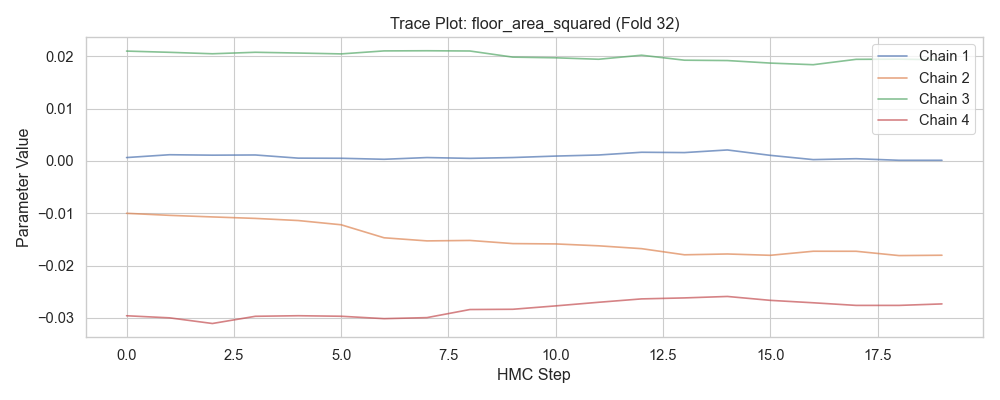 Trace Plot: floor_area_squared (Fold 32)
Parameter Value
0.02
0.01
0.00
−0.01
−0.02
−0.03
Chain 1
Chain 2
Chain 3
Chain 4
0.0 2.5 5.0 7.5 10.0 12.5 15.0 17.5
HMC Step